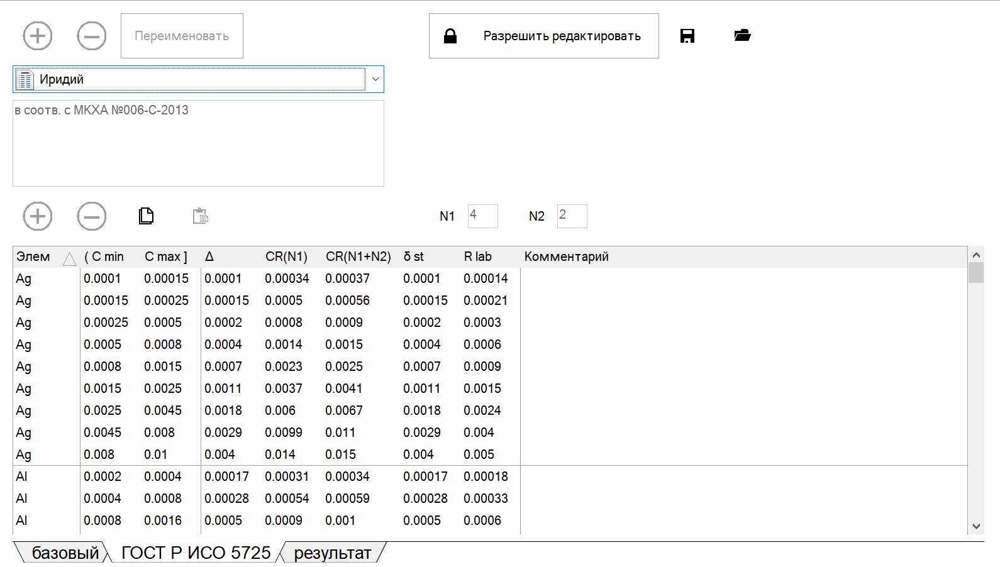 Переименовать
Разрешить редактировать
Иридий
в соотв. с МКХА №006-С-2013
N1 4 N2 2
Элем ( C min C max ] Δ CR(N1) CR(N1+N2) δ st R lab Комментарий
Ag 0.0001 0.00015 0.0001 0.00034 0.00037 0.0001 0.00014
Ag 0.00015 0.00025 0.00015 0.0005 0.00056 0.00015 0.00021
Ag 0.00025 0.0005 0.0002 0.0008 0.0009 0.0002 0.0003
Ag 0.0005 0.0008 0.0004 0.0014 0.0015 0.0004 0.0006
Ag 0.0008 0.0015 0.0007 0.0023 0.0025 0.0007 0.0009
Ag 0.0015 0.0025 0.0011 0.0037 0.0041 0.0011 0.0015
Ag 0.0025 0.0045 0.0018 0.006 0.0067 0.0018 0.0024
Ag 0.0045 0.008 0.0029 0.0099 0.011 0.0029 0.004
Ag 0.008 0.01 0.004 0.014 0.015 0.004 0.005
Al 0.0002 0.0004 0.00017 0.00031 0.00034 0.00017 0.00018
Al 0.0004 0.0008 0.00028 0.00054 0.00059 0.00028 0.00033
Al 0.0008 0.0016 0.0005 0.0009 0.001 0.0005 0.0006
базовый ГОСТ Р ИСО 5725 результат